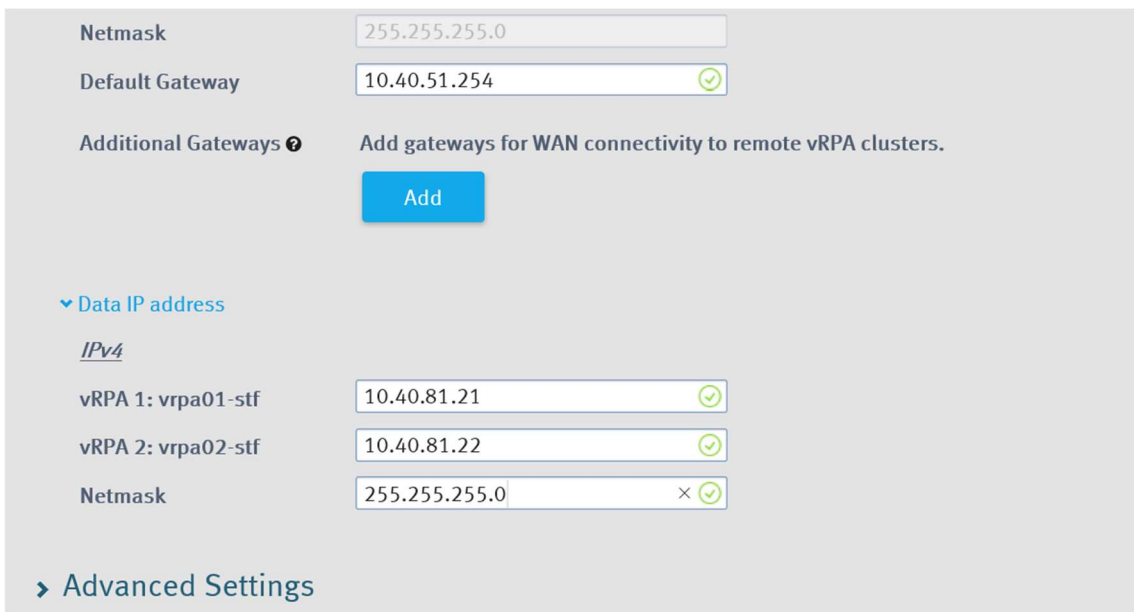 Netmask 255.255.255.0
Default Gateway 10.40.51.254
Additional Gateways ? Add gateways for WAN connectivity to remote vRPA clusters.
Add
Data IP address
IPv4
vRPA 1: vrpa01-stf 10.40.81.21
vRPA 2: vrpa02-stf 10.40.81.22
Netmask 255.255.255.0
Advanced Settings